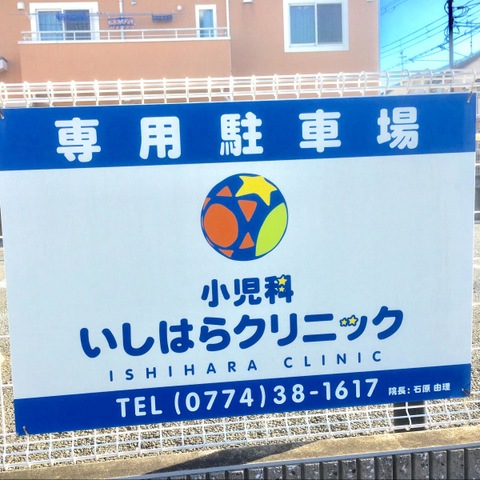 専用駐車場
小児科
いしはらクリニック
ISHIHARA CLINIC
TEL (0774)38-1617 院長:石原 由理